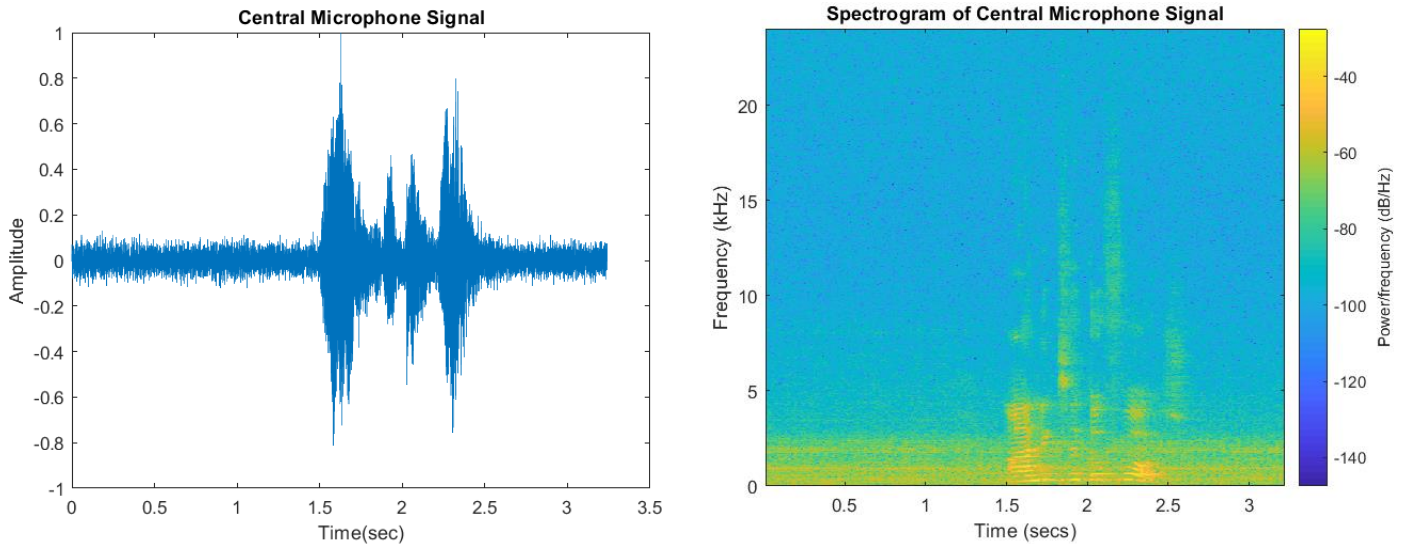 Central Microphone Signal
1
0.8
0.6
0.4
0.2
0
-0.2
-0.4
-0.6
-0.8
-1
Amplitude
0 0.5 1 1.5 2 2.5 3 3.5
Time(sec)
Spectrogram of Central Microphone Signal
20
15
10
5
0
Frequency (kHz)
0.5 1 1.5 2 2.5 3
Time (secs)
-40
-60
-80
-100
-120
-140
Power/frequency (dB/Hz)